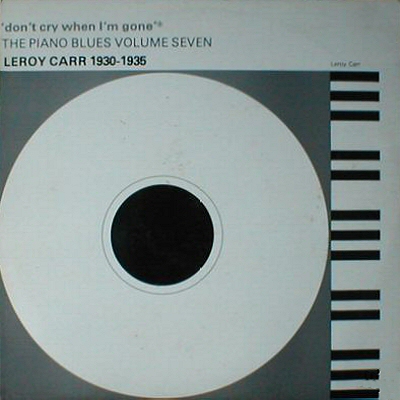 'don't cry when I'm gone'®
THE PIANO BLUES VOLUME SEVEN
LEROY CARR 1930-1935
Leroy Carr